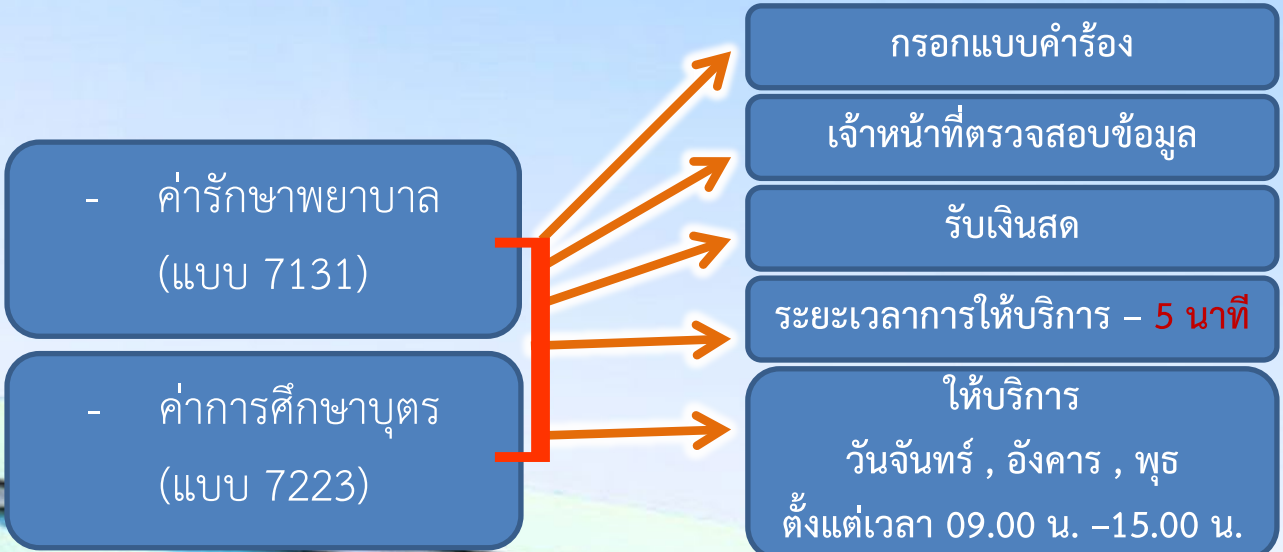 - ค่ารักษาพยาบาล
(แบบ 7131)
- ค่าการศึกษาบุตร
(แบบ 7223)
กรอกแบบคำร้อง
เจ้าหน้าที่ตรวจสอบข้อมูล
รับเงินสด
ระยะเวลาการให้บริการ – 5 นาที
ให้บริการ
วันจันทร์ , อังคาร , พุธ
ตั้งแต่เวลา 09.00 น. –15.00 น.